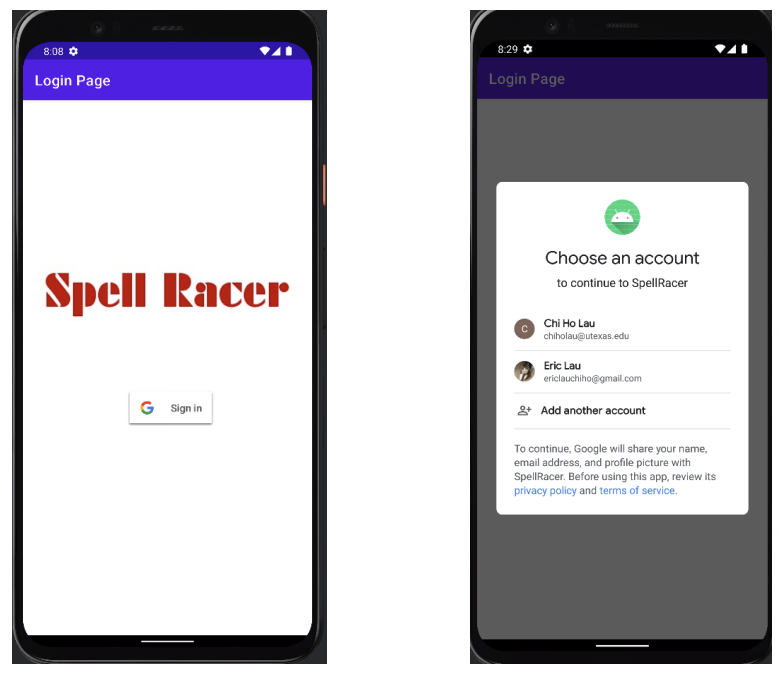 8:08
Login Page
Spell Racer
Sign in
8:29
Login Page
Choose an account
to continue to SpellRacer
C
Chi Ho Lau
chiholau@utexas.edu
Eric Lau
ericlauchiho@gmail.com
Add another account
To continue, Google will share your name,
email address, and profile picture with
SpellRacer. Before using this app, review its
privacy policy and terms of service.